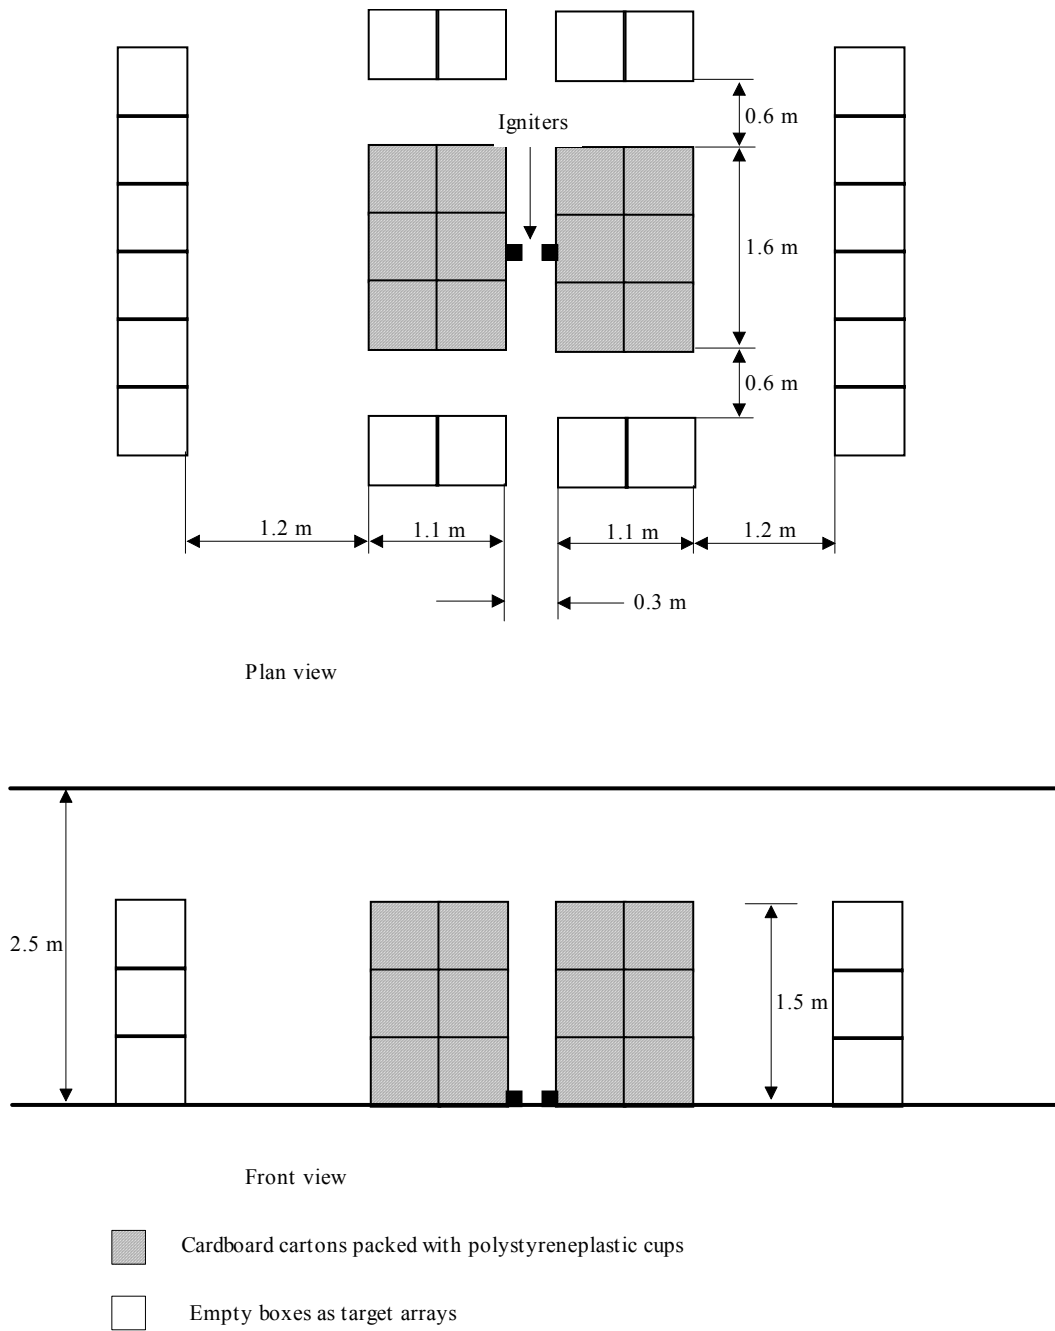 0.6 m
Igniters
1.6 m
0.6 m
1.2 m
1.1 m
1.1 m
1.2 m
0.3 m
Plan view
2.5 m
1.5 m
Front view
Cardboard cartons packed with polystyreneplastic cups
Empty boxes as target arrays